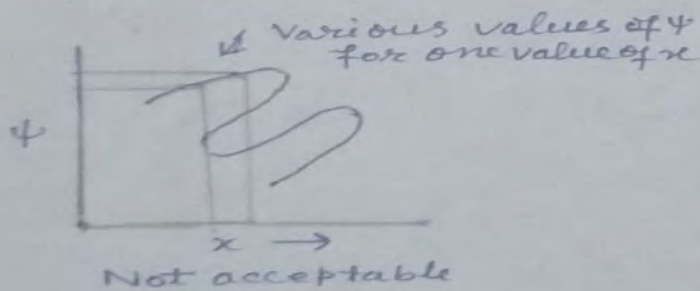 various values of ψ
for one value of x
ψ
x →
Not acceptable